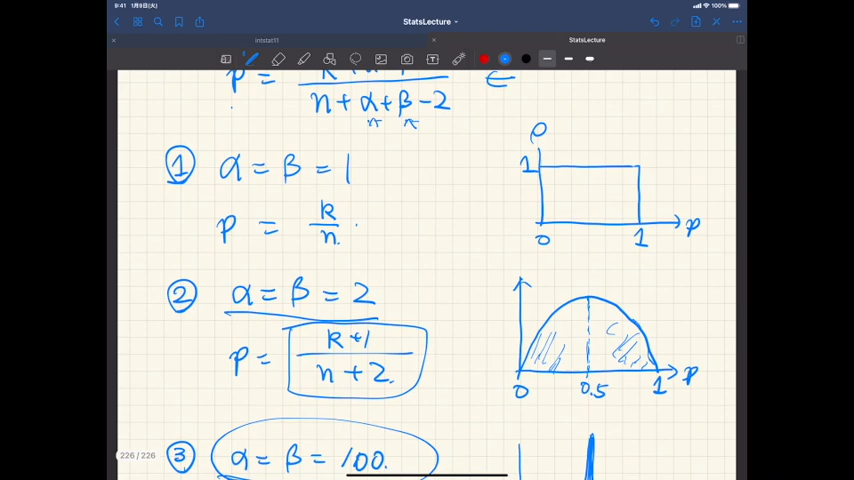 9:41 1月9日(火)
100%
StatsLecture
intstat11
StatsLecture
p =
n + α + β - 2 ∈
① α = β = 1
p = k/n
ρ
1
0 1 p
② α = β = 2
p = k+1/n+2
0 0.5 1 p
③ α = β = 100
226 / 226